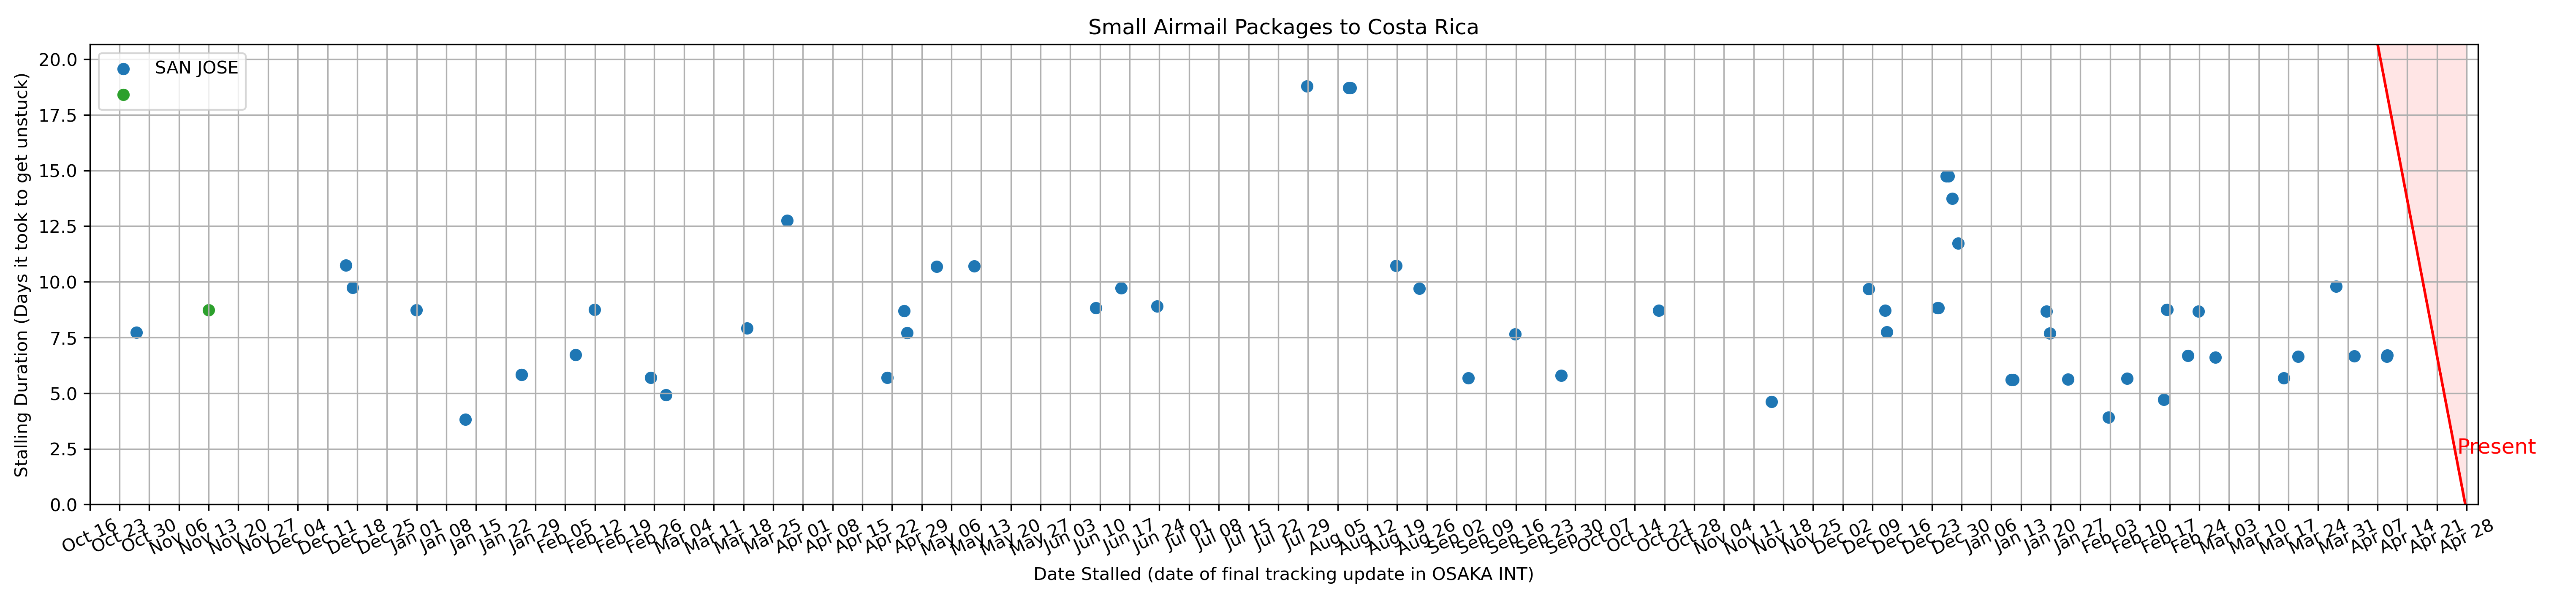 Small Airmail Packages to Costa Rica
SAN JOSE
Stalling Duration (Days it took to get unstuck)
20.0
17.5
15.0
12.5
10.0
7.5
5.0
2.5
0.0
Present
Oct 16
Oct 23
Oct 30
Nov 06
Nov 13
Nov 20
Nov 27
Dec 04
Dec 11
Dec 18
Dec 25
Jan 01
Jan 08
Jan 15
Jan 22
Jan 29
Feb 05
Feb 12
Feb 19
Feb 26
Mar 04
Mar 11
Mar 18
Mar 25
Apr 01
Apr 08
Apr 15
Apr 22
Apr 29
May 06
May 13
May 20
May 27
Jun 03
Jun 10
Jun 17
Jun 24
Jul 01
Jul 08
Jul 15
Jul 22
Jul 29
Aug 05
Aug 12
Aug 19
Aug 26
Sep 02
Sep 09
Sep 16
Sep 23
Sep 30
Oct 07
Oct 14
Oct 21
Oct 28
Nov 04
Nov 11
Nov 18
Nov 25
Dec 02
Dec 09
Dec 16
Dec 23
Dec 30
Jan 06
Jan 13
Jan 20
Jan 27
Feb 03
Feb 10
Feb 17
Feb 24
Mar 03
Mar 10
Mar 17
Mar 24
Mar 31
Apr 07
Apr 14
Apr 21
Apr 28
Date Stalled (date of final tracking update in OSAKA INT)